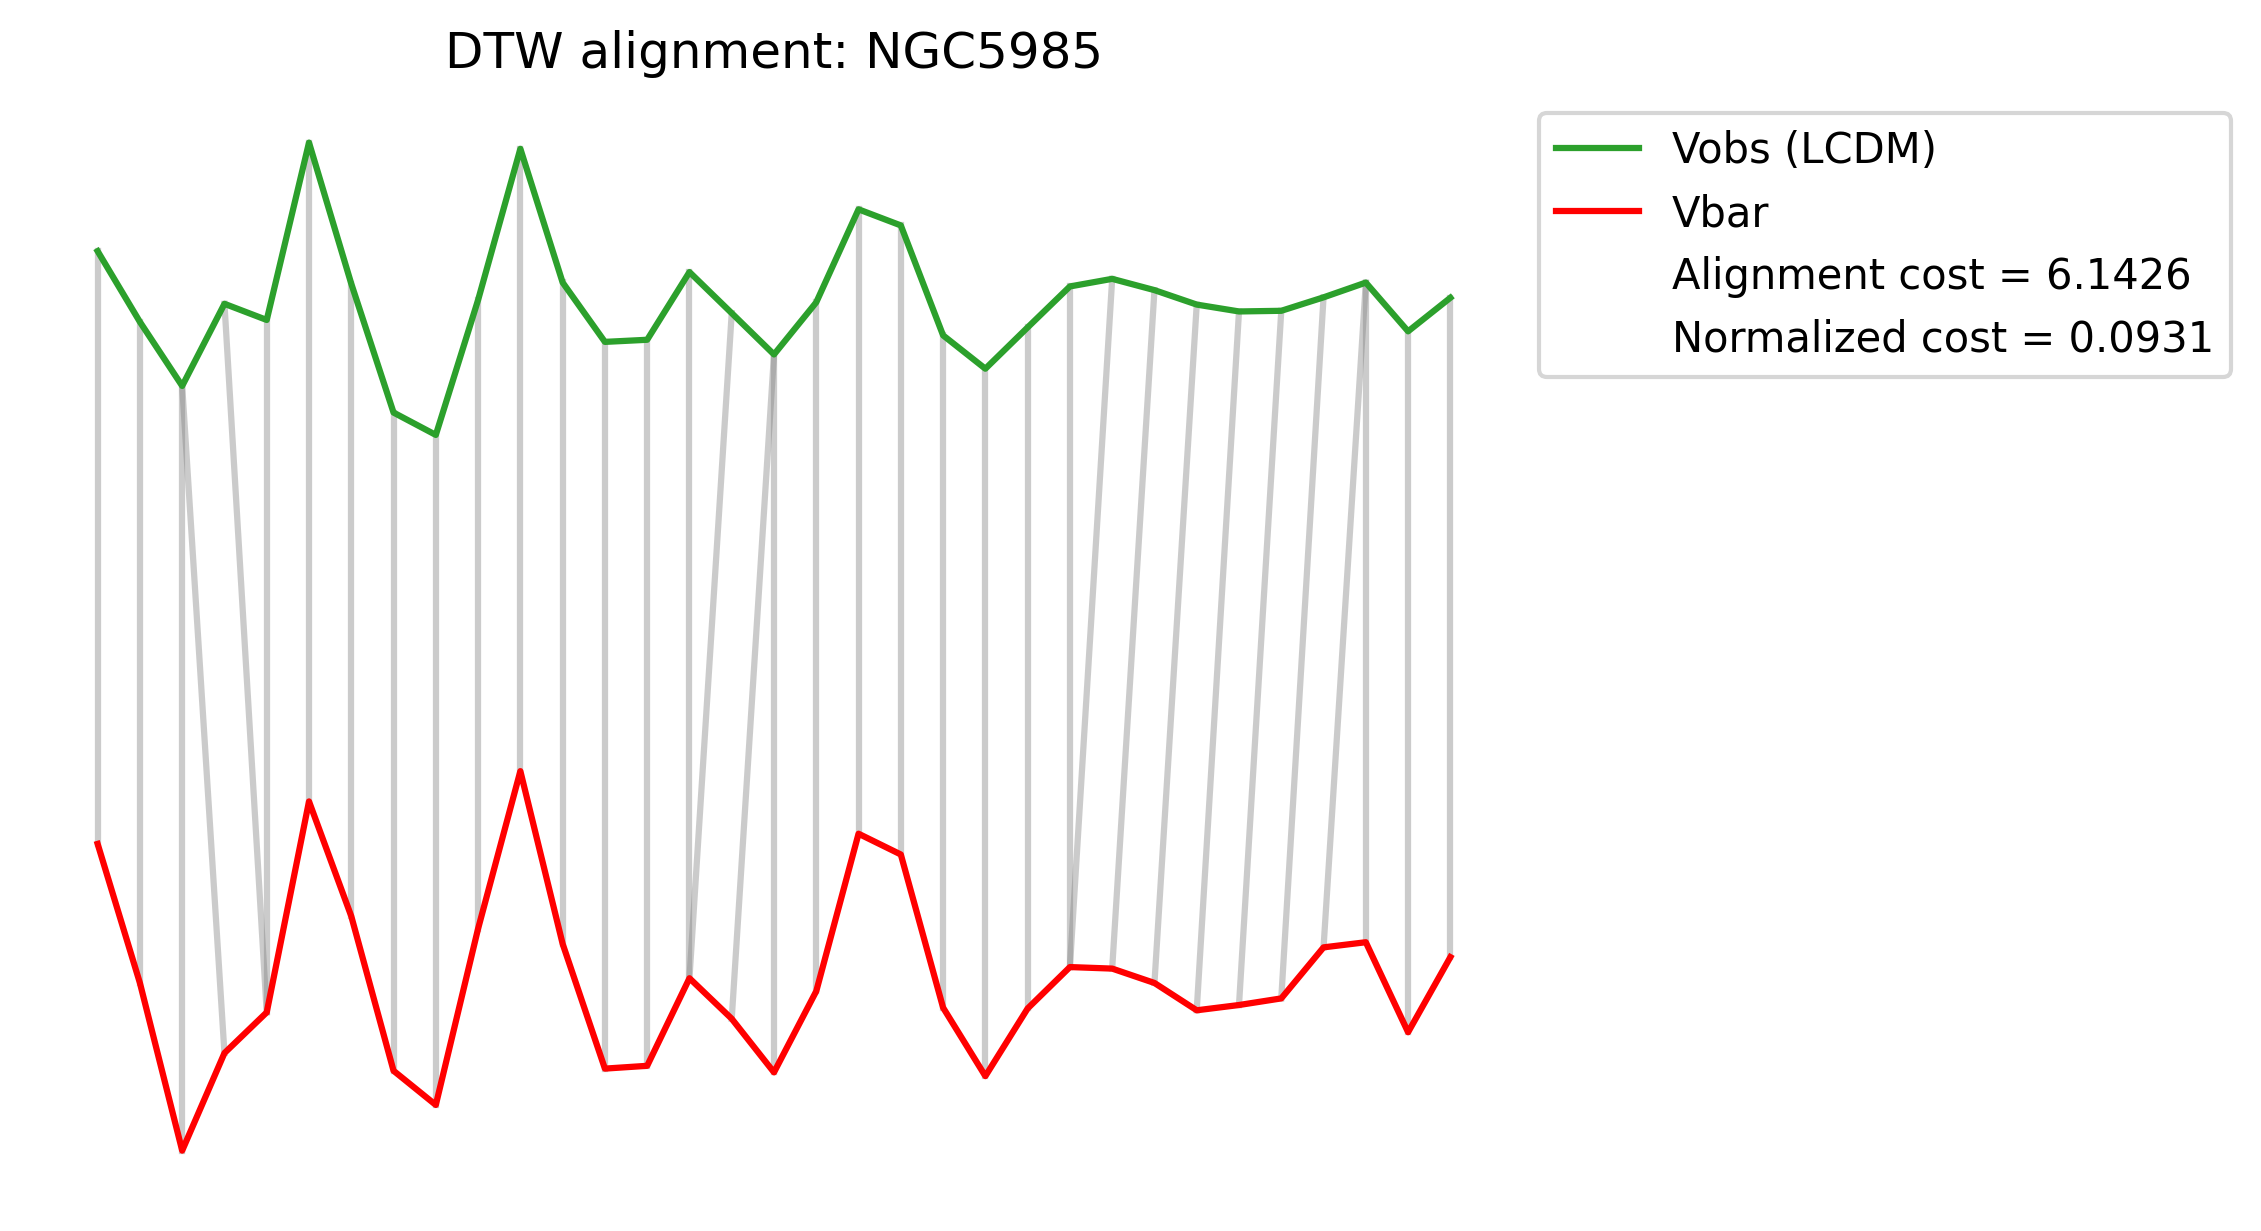 DTW alignment: NGC5985
Vobs (LCDM)
Vbar
Alignment cost = 6.1426
Normalized cost = 0.0931